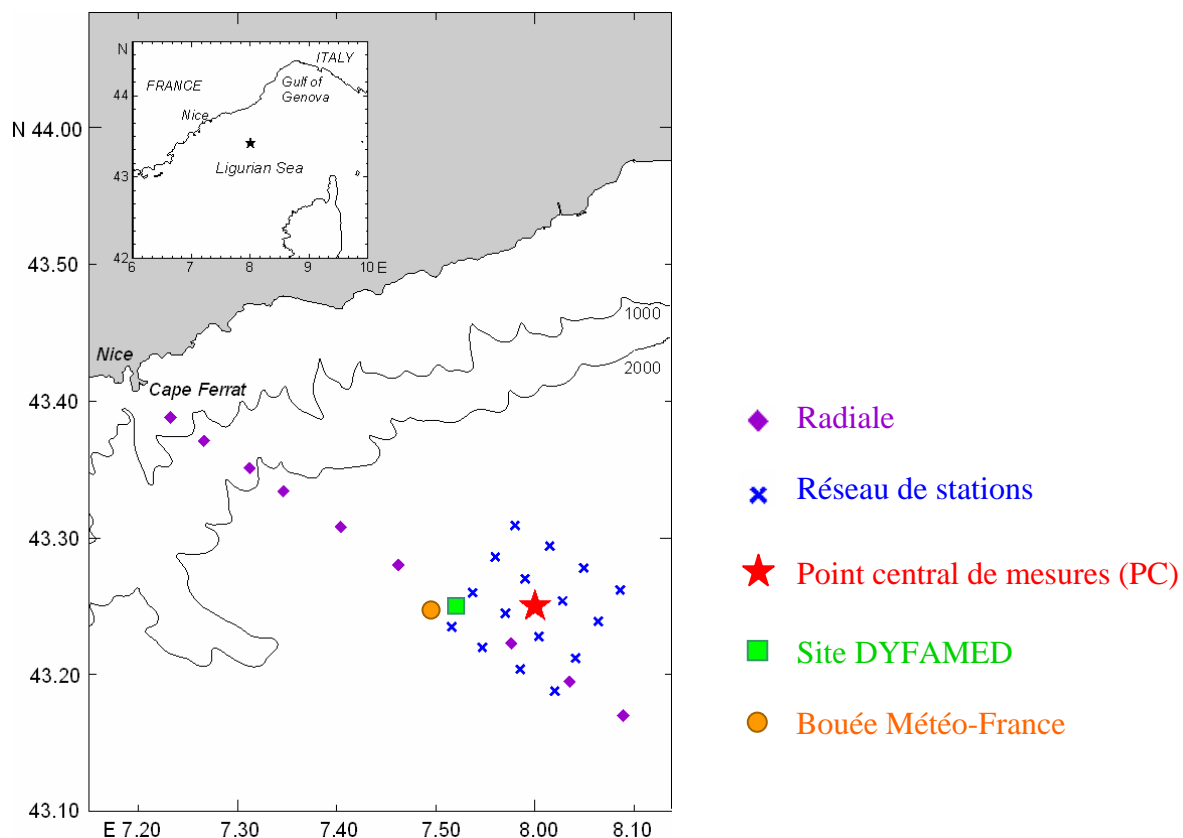 N
ITALY
FRANCE
Gulf of
Genova
44
Nice
43
Ligurian Sea
42
6 7 8 9 10 E
N 44.00
43.50
43.40
43.30
43.20
43.10
1000
2000
Nice
Cape Ferrat
E 7.20 7.30 7.40 7.50 8.00 8.10
Radiale
Réseau de stations
Point central de mesures (PC)
Site DYFAMED
Bouée Météo-France